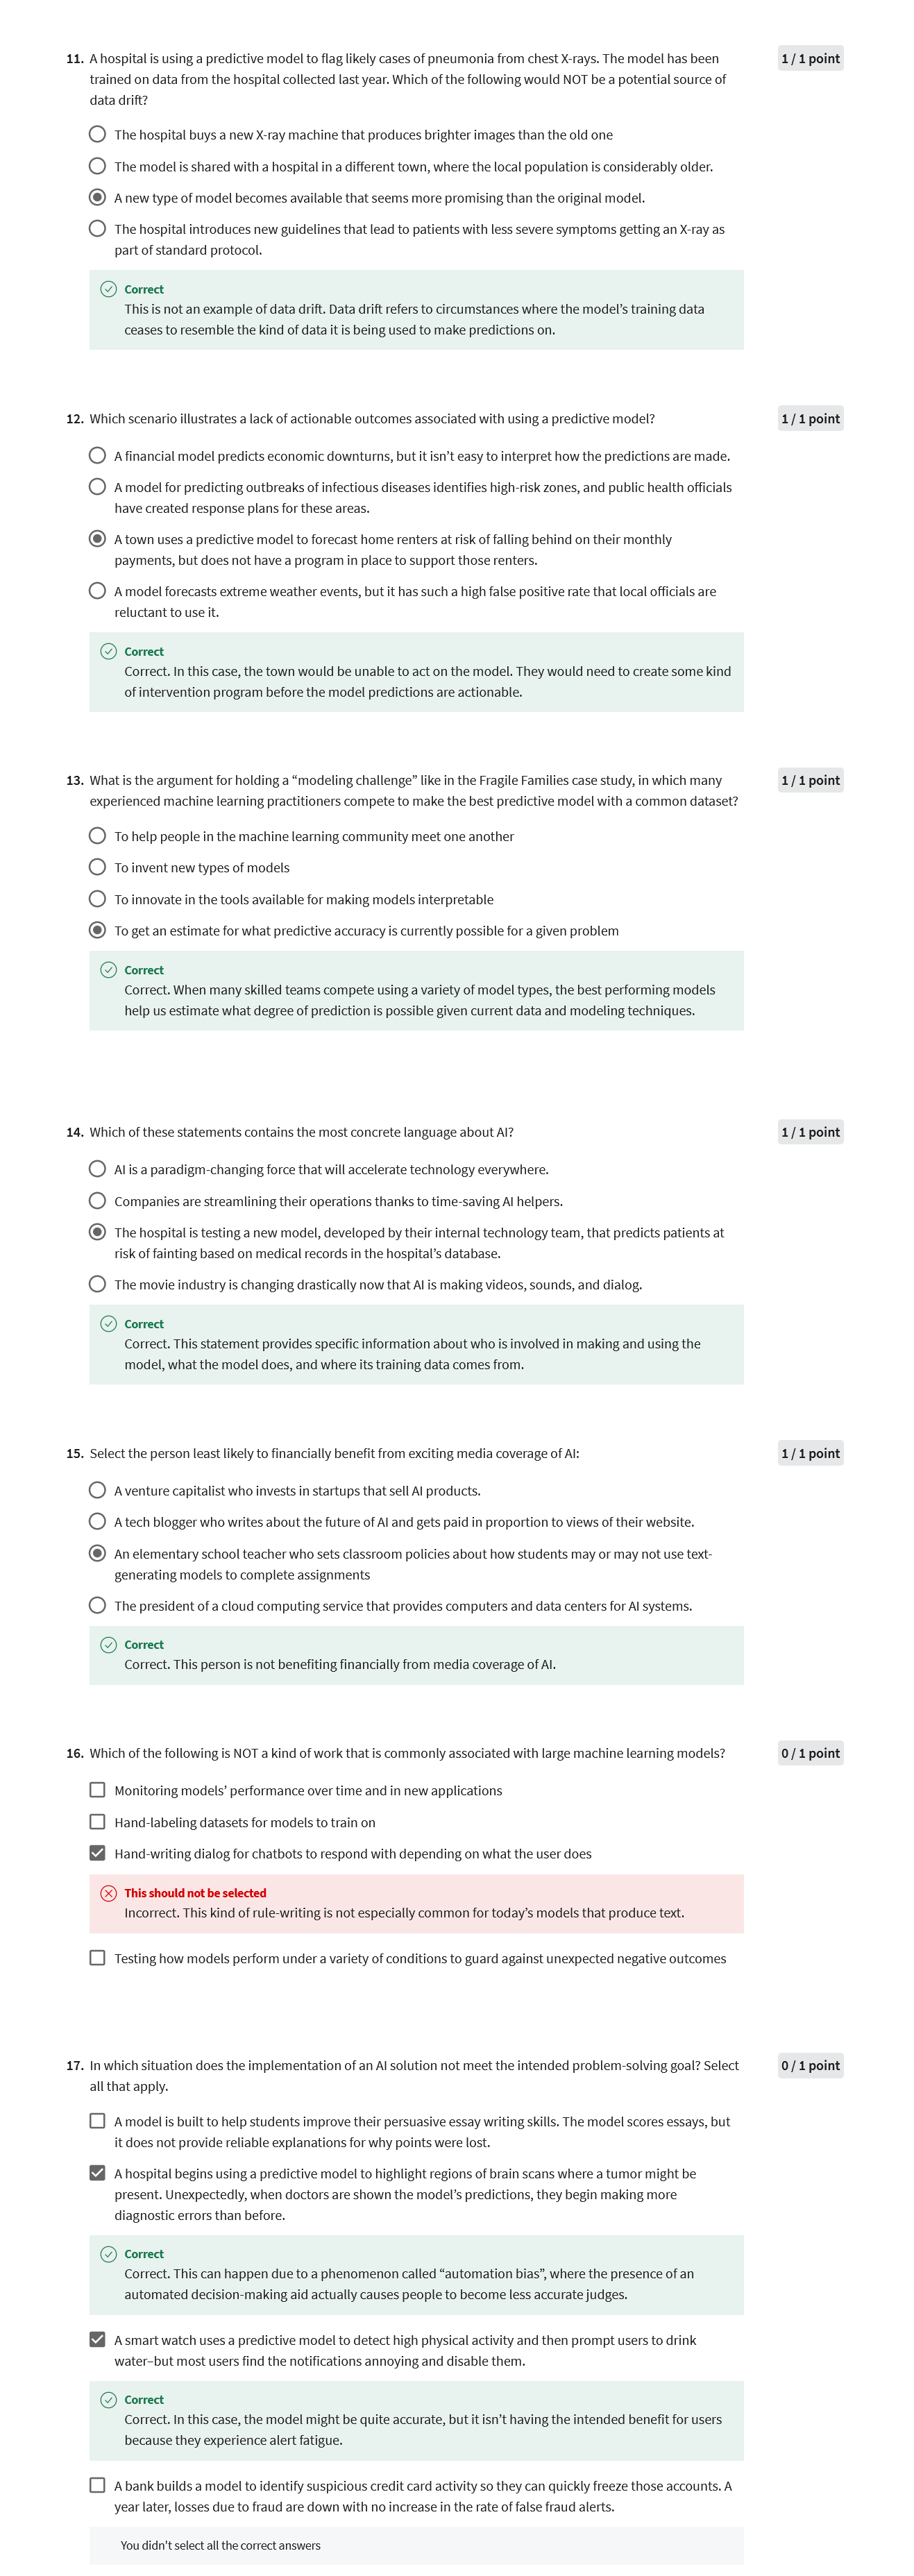 11. A hospital is using a predictive model to flag likely cases of pneumonia from chest X-rays. The model has been
1 / 1 point
trained on data from the hospital collected last year. Which of the following would NOT be a potential source of
data drift?
The hospital buys a new X-ray machine that produces brighter images than the old one
The model is shared with a hospital in a different town, where the local population is considerably older.
A new type of model becomes available that seems more promising than the original model.
The hospital introduces new guidelines that lead to patients with less severe symptoms getting an X-ray as
part of standard protocol.
Correct
This is not an example of data drift. Data drift refers to circumstances where the model’s training data
ceases to resemble the kind of data it is being used to make predictions on.
12. Which scenario illustrates a lack of actionable outcomes associated with using a predictive model?
1 / 1 point
A financial model predicts economic downturns, but it isn’t easy to interpret how the predictions are made.
A model for predicting outbreaks of infectious diseases identifies high-risk zones, and public health officials
have created response plans for these areas.
A town uses a predictive model to forecast home renters at risk of falling behind on their monthly
payments, but does not have a program in place to support those renters.
A model forecasts extreme weather events, but it has such a high false positive rate that local officials are
reluctant to use it.
Correct
Correct. In this case, the town would be unable to act on the model. They would need to create some kind
of intervention program before the model predictions are actionable.
13. What is the argument for holding a “modeling challenge” like in the Fragile Families case study, in which many
1 / 1 point
experienced machine learning practitioners compete to make the best predictive model with a common dataset?
To help people in the machine learning community meet one another
To invent new types of models
To innovate in the tools available for making models interpretable
To get an estimate for what predictive accuracy is currently possible for a given problem
Correct
Correct. When many skilled teams compete using a variety of model types, the best performing models
help us estimate what degree of prediction is possible given current data and modeling techniques.
14. Which of these statements contains the most concrete language about AI?
1 / 1 point
AI is a paradigm-changing force that will accelerate technology everywhere.
Companies are streamlining their operations thanks to time-saving AI helpers.
The hospital is testing a new model, developed by their internal technology team, that predicts patients at
risk of fainting based on medical records in the hospital’s database.
The movie industry is changing drastically now that AI is making videos, sounds, and dialog.
Correct
Correct. This statement provides specific information about who is involved in making and using the
model, what the model does, and where its training data comes from.
15. Select the person least likely to financially benefit from exciting media coverage of AI:
1 / 1 point
A venture capitalist who invests in startups that sell AI products.
A tech blogger who writes about the future of AI and gets paid in proportion to views of their website.
An elementary school teacher who sets classroom policies about how students may or may not use text-
generating models to complete assignments
The president of a cloud computing service that provides computers and data centers for AI systems.
Correct
Correct. This person is not benefiting financially from media coverage of AI.
16. Which of the following is NOT a kind of work that is commonly associated with large machine learning models?
0 / 1 point
Monitoring models’ performance over time and in new applications
Hand-labeling datasets for models to train on
Hand-writing dialog for chatbots to respond with depending on what the user does
This should not be selected
Incorrect. This kind of rule-writing is not especially common for today’s models that produce text.
Testing how models perform under a variety of conditions to guard against unexpected negative outcomes
17. In which situation does the implementation of an AI solution not meet the intended problem-solving goal? Select
0 / 1 point
all that apply.
A model is built to help students improve their persuasive essay writing skills. The model scores essays, but
it does not provide reliable explanations for why points were lost.
A hospital begins using a predictive model to highlight regions of brain scans where a tumor might be
present. Unexpectedly, when doctors are shown the model’s predictions, they begin making more
diagnostic errors than before.
Correct
Correct. This can happen due to a phenomenon called “automation bias”, where the presence of an
automated decision-making aid actually causes people to become less accurate judges.
A smart watch uses a predictive model to detect high physical activity and then prompt users to drink
water–but most users find the notifications annoying and disable them.
Correct
Correct. In this case, the model might be quite accurate, but it isn’t having the intended benefit for users
because they experience alert fatigue.
A bank builds a model to identify suspicious credit card activity so they can quickly freeze those accounts. A
year later, losses due to fraud are down with no increase in the rate of false fraud alerts.
You didn’t select all the correct answers